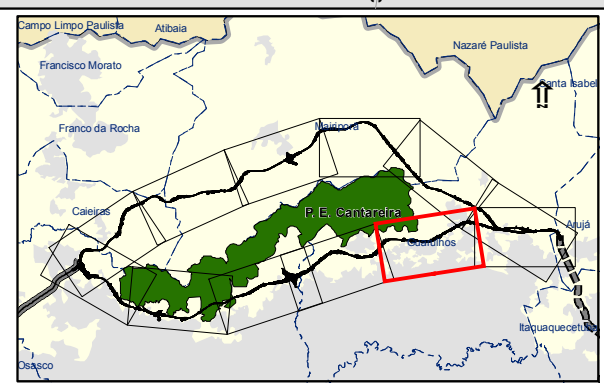 Campo Limpo Paulista
Atibaia
Nazaré Paulista
Francisco Morato
Santa Isabel
Franco da Rocha
Mairiporã
Caieiras
P. E. Cantareira
Arujá
Guarulhos
Itaquaquecetuba
Osasco